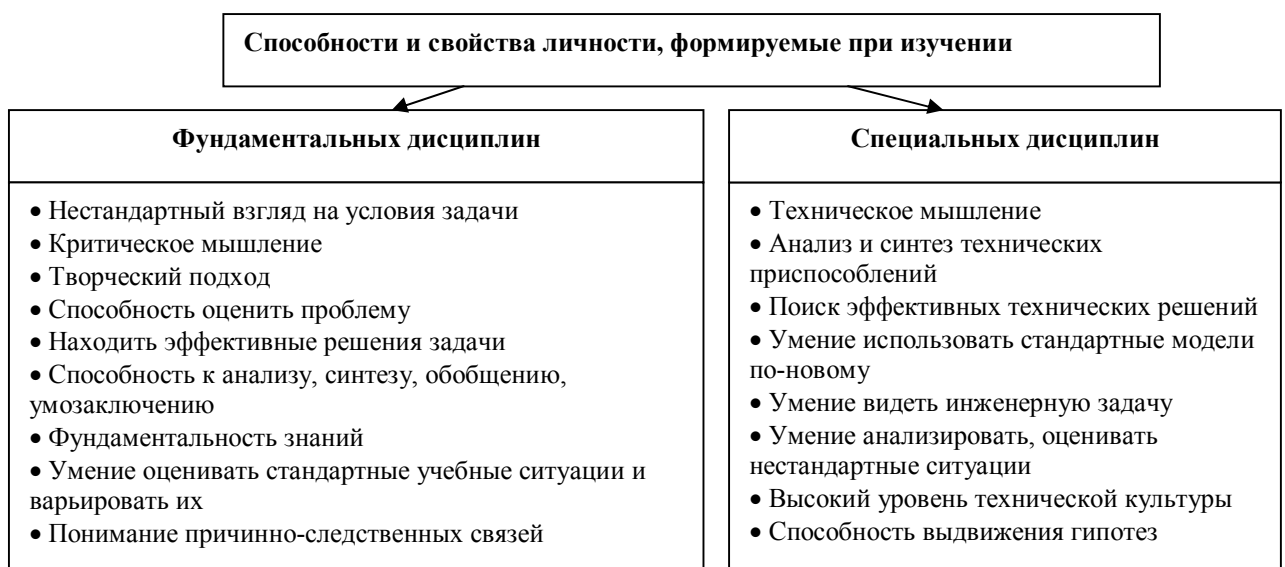 Способности и свойства личности, формируемые при изучении
Фундаментальных дисциплин
• Нестандартный взгляд на условия задачи
• Критическое мышление
• Творческий подход
• Способность оценить проблему
• Находить эффективные решения задачи
• Способность к анализу, синтезу, обобщению,
умозаключению
• Фундаментальность знаний
• Умение оценивать стандартные учебные ситуации и
варьировать их
• Понимание причинно-следственных связей
Специальных дисциплин
• Техническое мышление
• Анализ и синтез технических
приспособлений
• Поиск эффективных технических решений
• Умение использовать стандартные модели
по-новому
• Умение видеть инженерную задачу
• Умение анализировать, оценивать
нестандартные ситуации
• Высокий уровень технической культуры
• Способность выдвижения гипотез